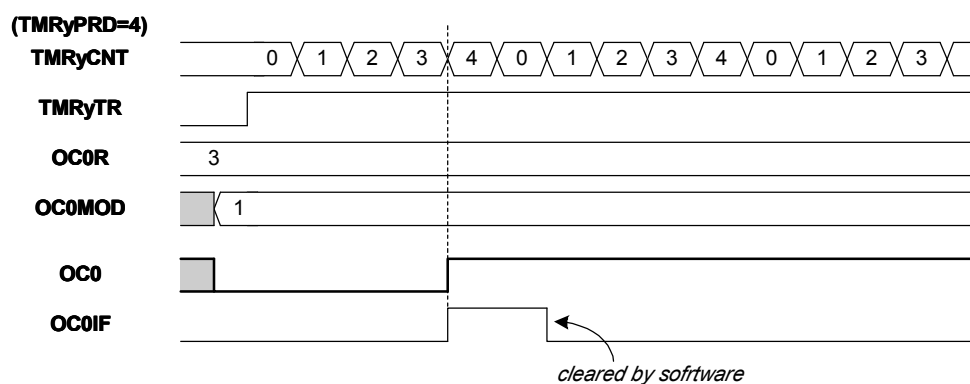 (TMRyPRD=4)
TMRyCNT 0 1 2 3 4 0 1 2 3 4 0 1 2 3
TMRyTR
OC0R 3
OC0MOD 1
OC0
OC0IF
cleared by sofrtware